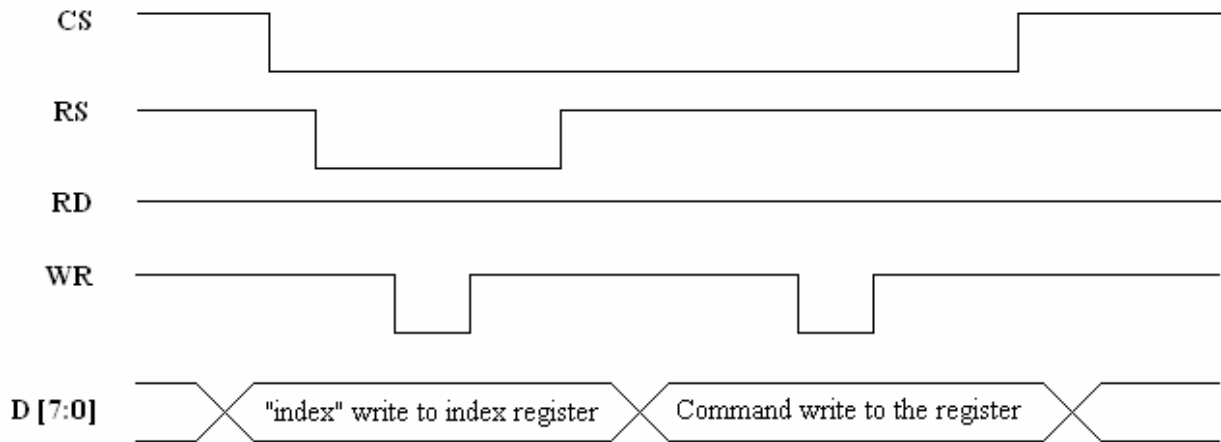 CS
RS
RD
WR
D [7:0]
"index" write to index register
Command write to the register